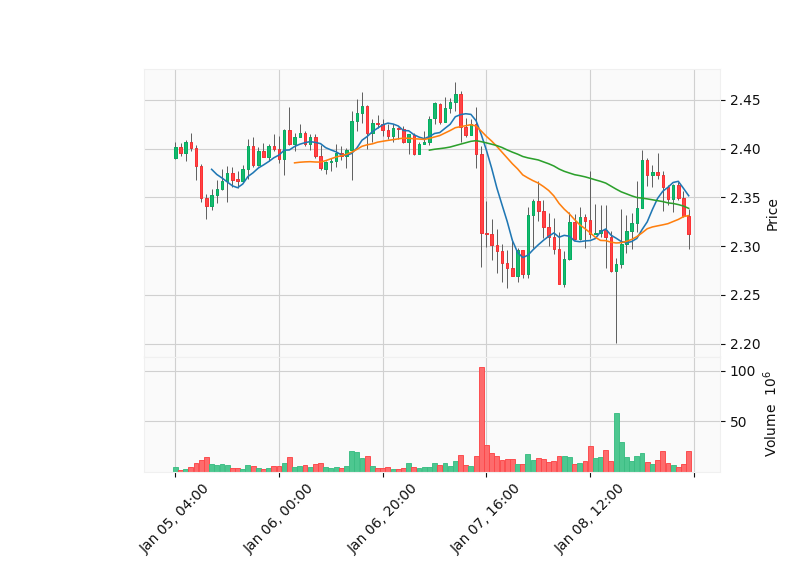 2.45
2.40
2.35
2.30
2.25
2.20
Price
100
50
Volume 10^6
Jan 05, 04:00
Jan 06, 00:00
Jan 06, 20:00
Jan 07, 16:00
Jan 08, 12:00